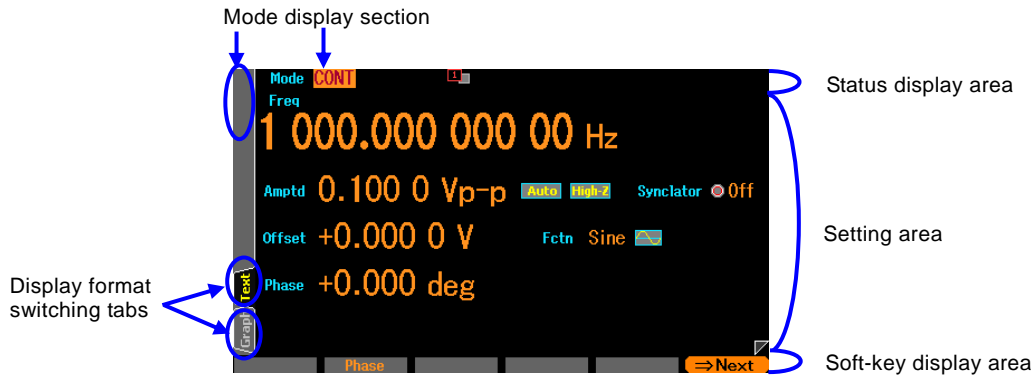 Mode display section
Mode CONT 1
Status display area
Freq
1 000.000 000 00 Hz
Amptd 0.100 0 Vp-p Auto High-Z Synclator Off
Offset +0.000 0 V Fctn Sine
Setting area
Display format
switching tabs
Text
Phase +0.000 deg
Graph
Phase ⇒Next
Soft-key display area